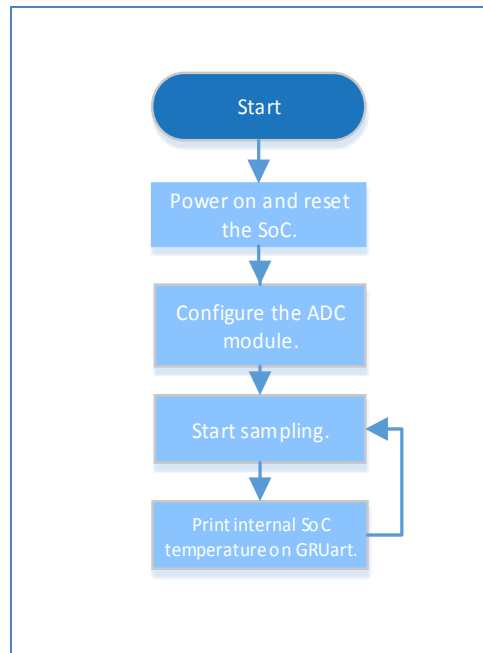 Start
Power on and reset
the SoC.
Configure the ADC
module.
Start sampling.
Print internal SoC
temperature on GRUart.